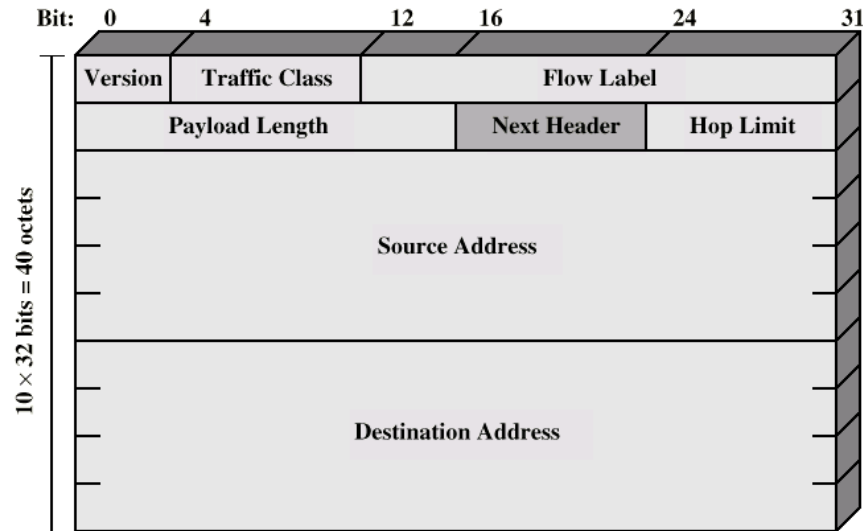 Bit: 0 4 12 16 24 31
Version Traffic Class Flow Label
Payload Length Next Header Hop Limit
Source Address
10 × 32 bits = 40 octets
Destination Address